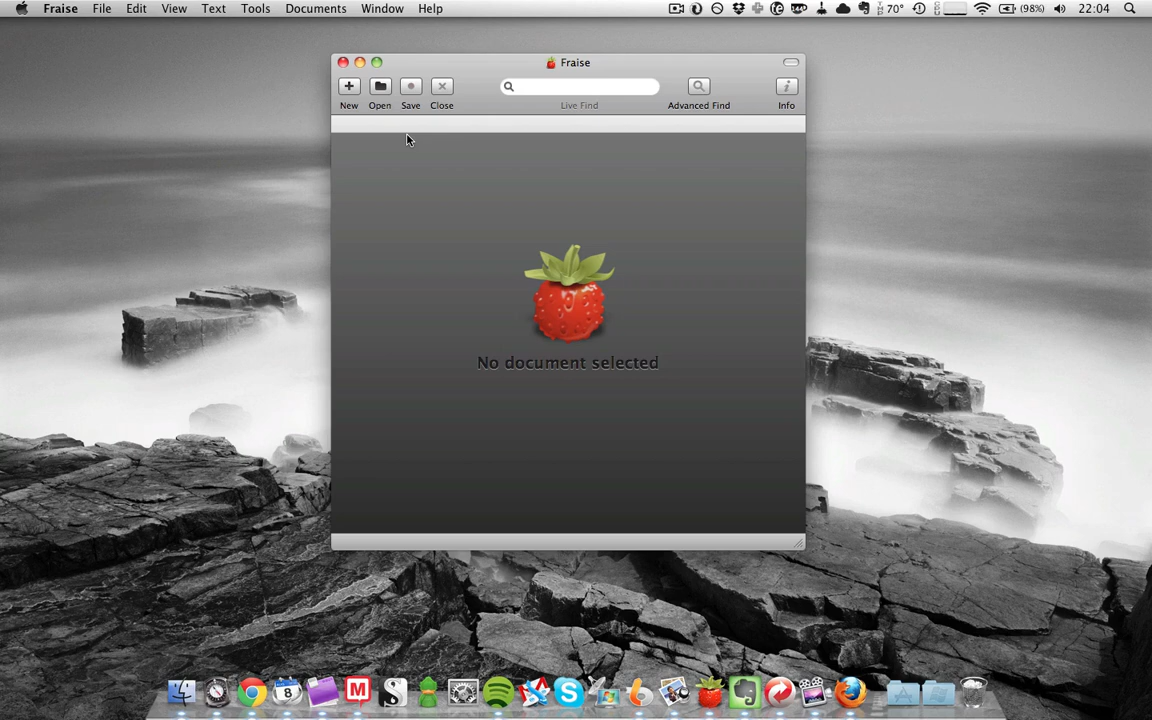 Fraise File Edit View Text Tools Documents Window Help 70° (98%) 22:04
Fraise
New Open Save Close Live Find Advanced Find Info
No document selected
8